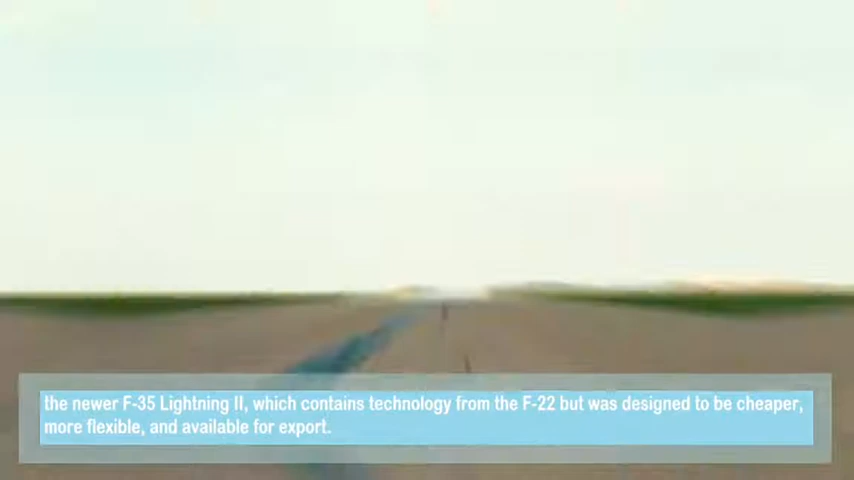 the newer F-35 Lightning II, which contains technology from the F-22 but was designed to be cheaper,
more flexible, and available for export.